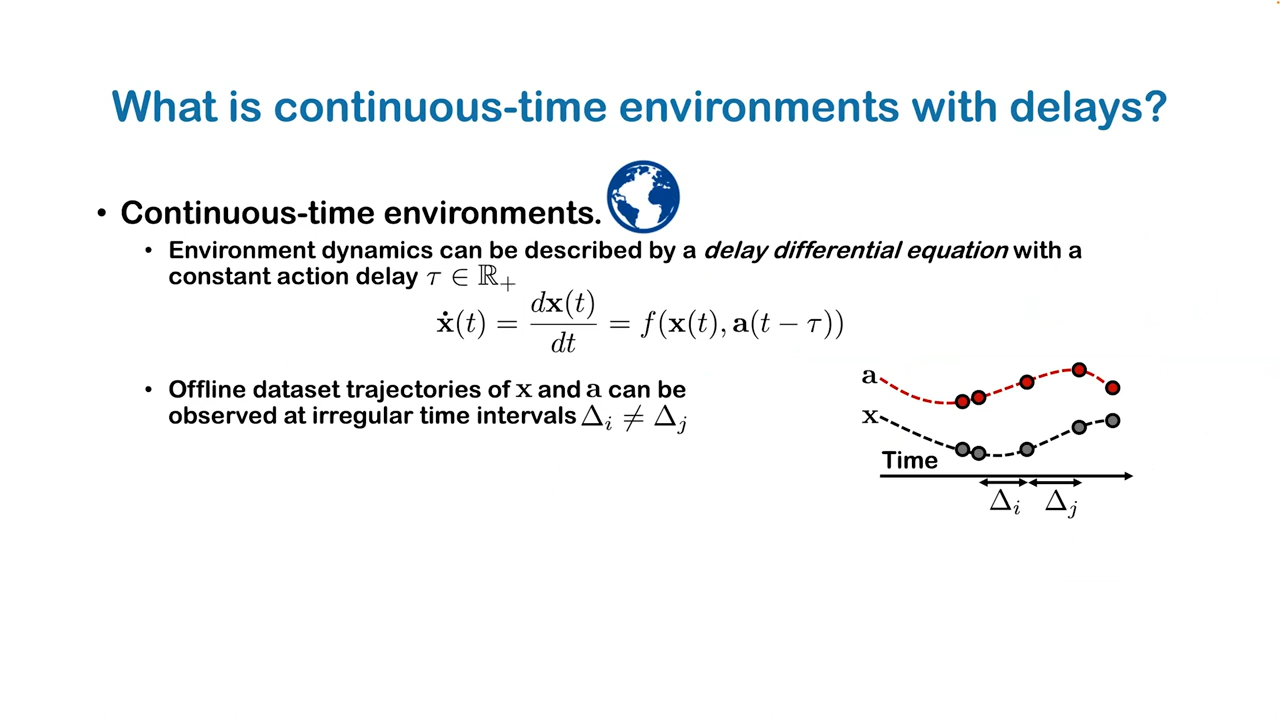 What is continuous-time environments with delays?
• Continuous-time environments.
• Environment dynamics can be described by a delay differential equation with a
constant action delay τ ∈ ℝ₊
ẋ(t) = dx(t)/dt = f(x(t), a(t − τ))
• Offline dataset trajectories of x and a can be
observed at irregular time intervals Δᵢ ≠ Δⱼ
a
x
Time
Δᵢ Δⱼ